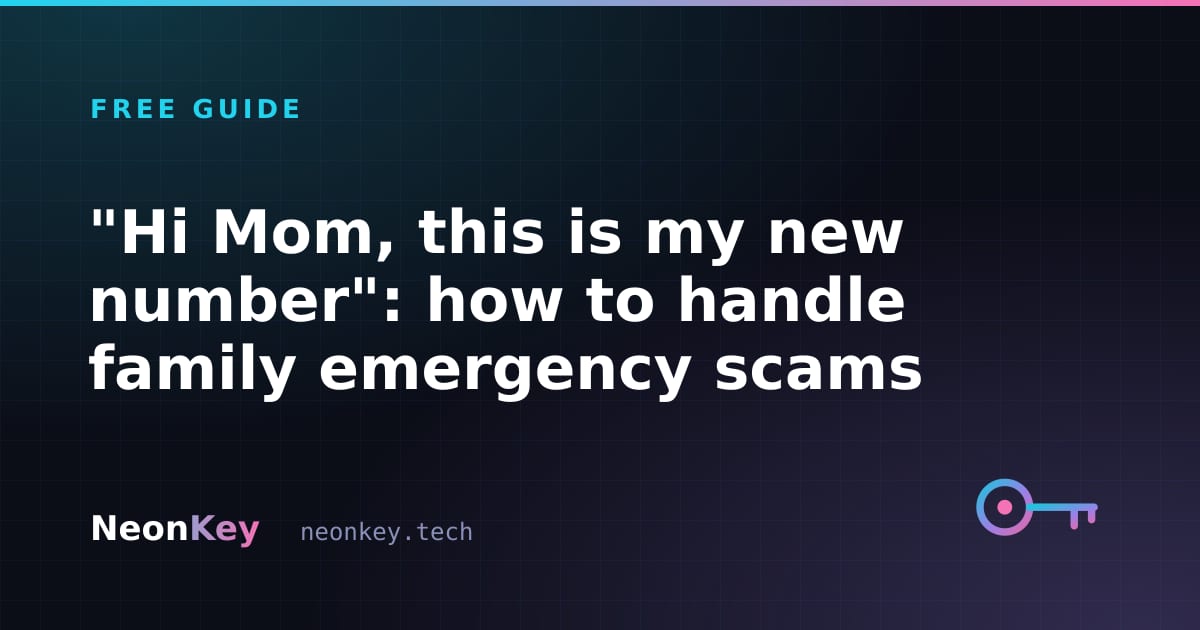 FREE GUIDE
"Hi Mom, this is my new
number": how to handle
family emergency scams
NeonKey neonkey.tech